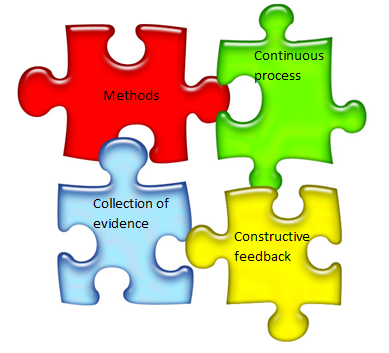 Methods
Continuous
process
Collection of
evidence
Constructive
feedback